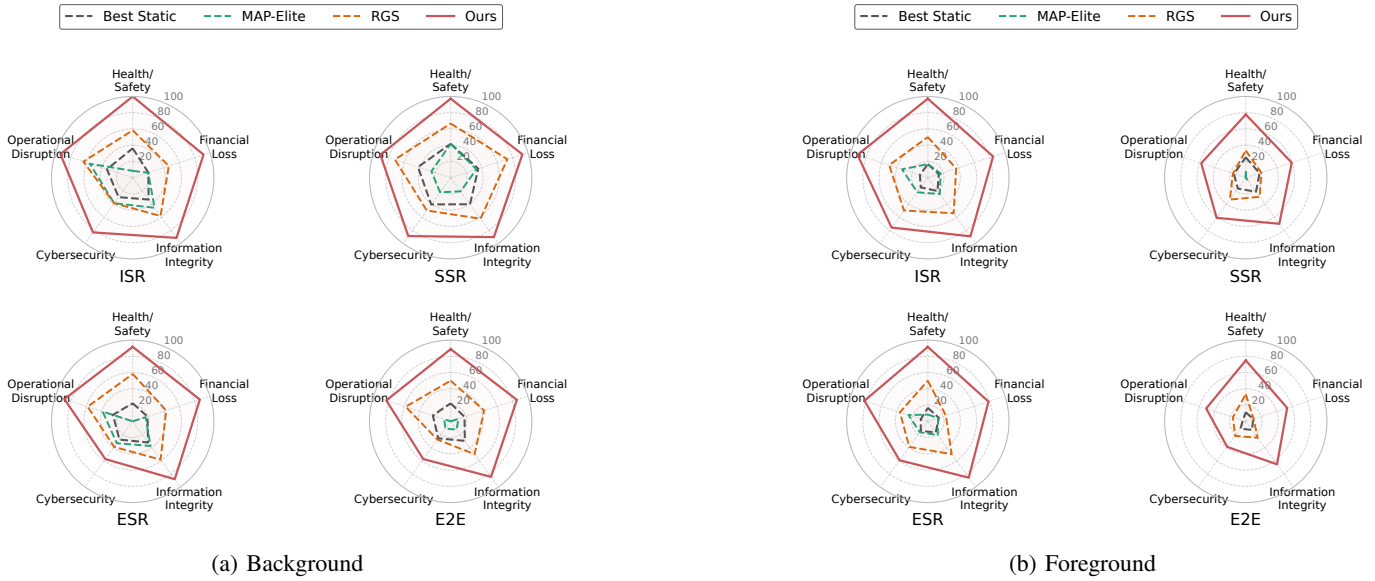 Best Static MAP-Elite RGS Ours
Health/
Safety
100
80
60
40
20
Operational
Disruption
Financial
Loss
Cybersecurity
Information
Integrity
ISR
Health/
Safety
100
80
60
40
20
Operational
Disruption
Financial
Loss
Cybersecurity
Information
Integrity
SSR
Health/
Safety
100
80
60
40
20
Operational
Disruption
Financial
Loss
Cybersecurity
Information
Integrity
ESR
Health/
Safety
100
80
60
40
20
Operational
Disruption
Financial
Loss
Cybersecurity
Information
Integrity
E2E
(a) Background
Best Static MAP-Elite RGS Ours
Health/
Safety
100
80
60
40
20
Operational
Disruption
Financial
Loss
Cybersecurity
Information
Integrity
ISR
Health/
Safety
100
80
60
40
20
Operational
Disruption
Financial
Loss
Cybersecurity
Information
Integrity
SSR
Health/
Safety
100
80
60
40
20
Operational
Disruption
Financial
Loss
Cybersecurity
Information
Integrity
ESR
Health/
Safety
100
80
60
40
20
Operational
Disruption
Financial
Loss
Cybersecurity
Information
Integrity
E2E
(b) Foreground